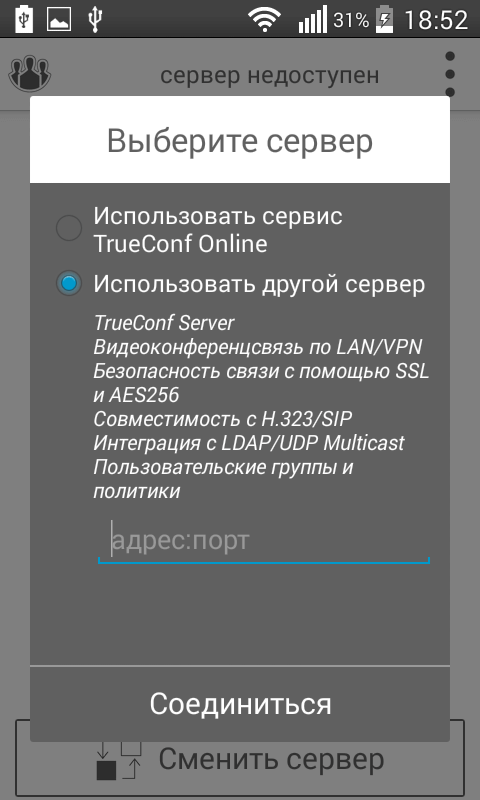 31% 18:52
сервер недоступен
Выберите сервер
Использовать сервис
TrueConf Online
Использовать другой сервер
TrueConf Server
Видеоконференцсвязь по LAN/VPN
Безопасность связи с помощью SSL
и AES256
Совместимость с H.323/SIP
Интеграция с LDAP/UDP Multicast
Пользовательские группы и
политики
адрес:порт
Соединиться
Сменить сервер